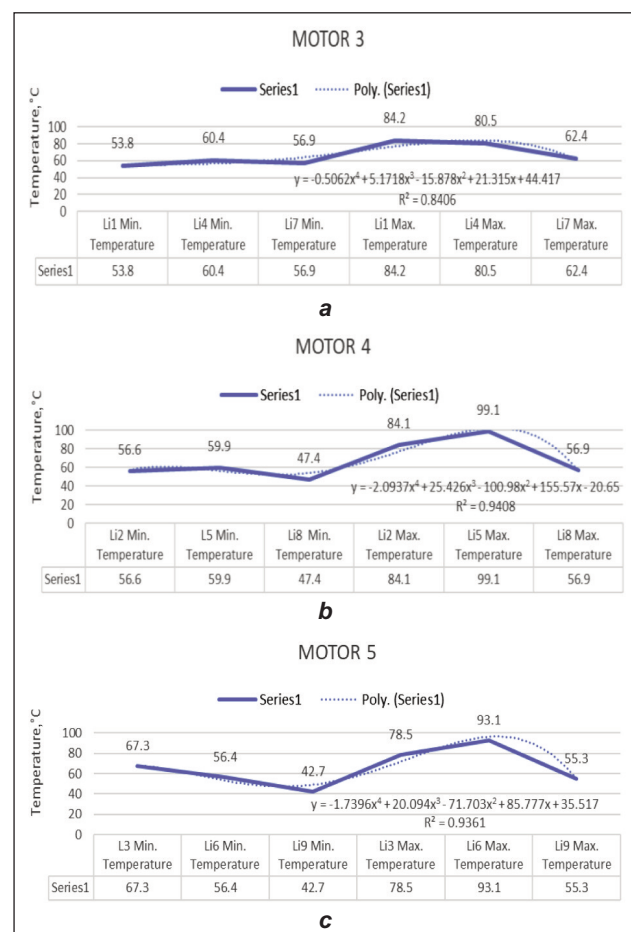 MOTOR 3
Series1 Poly. (Series1)
Temperature,°C
100
80
60
40
20
0
53.8 60.4 56.9 84.2 80.5 62.4
y = -0.5062x⁴ + 5.1718x³ - 15.878x² + 21.315x + 44.417
R² = 0.8406
Li1 Min. Li4 Min. Li7 Min. Li1 Max. Li4 Max. Li7 Max.
Temperature Temperature Temperature Temperature Temperature Temperature
Series1 53.8 60.4 56.9 84.2 80.5 62.4
a
MOTOR 4
Series1 Poly. (Series1)
Temperature,°C
100
80
60
40
20
0
56.6 59.9 47.4 84.1 99.1 56.9
y = -2.0937x⁴ + 25.426x³ - 100.98x² + 155.57x - 20.65
R² = 0.9408
Li2 Min. L5 Min. Li8 Min. Li2 Max. Li5 Max. Li8 Max.
Temperature Temperature Temperature Temperature Temperature Temperature
Series1 56.6 59.9 47.4 84.1 99.1 56.9
b
MOTOR 5
Series1 Poly. (Series1)
Temperature,°C
100
80
60
40
20
0
67.3 56.4 42.7 78.5 93.1 55.3
y = -1.7396x⁴ + 20.094x³ - 71.703x² + 85.777x + 35.517
R² = 0.9361
L3 Min. Li6 Min. Li9 Min. Li3 Max. Li6 Max. Li9 Max.
Temperature Temperature Temperature Temperature Temperature Temperature
Series1 67.3 56.4 42.7 78.5 93.1 55.3
c